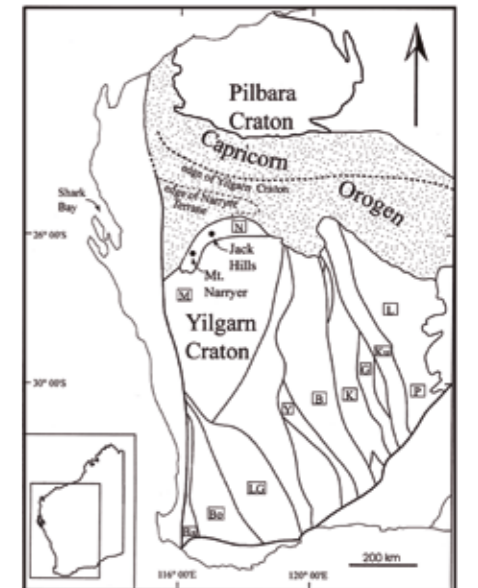 Pilbara
Craton
Capricorn
Orogen
edge of Yilgarn Craton
edge of Narryer
Terrane
Shark
Bay
26° 00'S
N
Jack
Hills
Mt.
Narryer
M
Yilgarn
Craton
L
Ku
G
30° 00'S
P
B
K
Y
LG
Bo
200 km
116° 00'E
120° 00'E